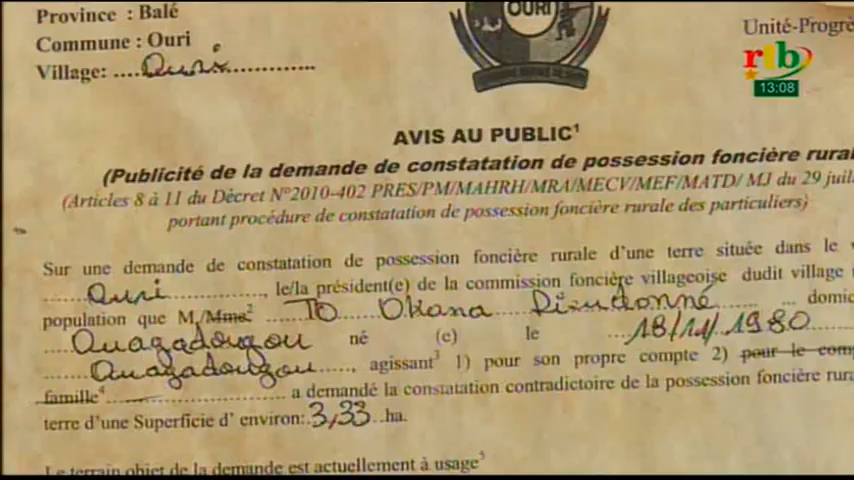 Province : Balé
Commune : Ouri
Village: ....Ouri...............
OURI
Unité-Progrè
rtb
13:08
AVIS AU PUBLIC¹
(Publicité de la demande de constatation de possession foncière rural
(Articles 8 à 11 du Décret N°2010-402 PRES/PM/MAHRH/MRA/MECV/MEF/MATD/ MJ du 29 juil
portant procédure de constatation de possession foncière rurale des particuliers)
Sur une demande de constatation de possession foncière rurale d'une terre située dans le v
......Ouri................, le/la président(e) de la commission foncière villageoise dudit village
population que M./Mme² ...TO Okana Dieudonné...... ... domic
....Ouagadougou né (e) le ...18/11/1980
......Ouagadougou....., agissant³ 1) pour son propre compte 2) pour le comp
famille⁴............................ a demandé la constatation contradictoire de la possession foncière rura
terre d'une Superficie d' environ:.3,33..ha.
Le terrain objet de la demande est actuellement à usage⁵